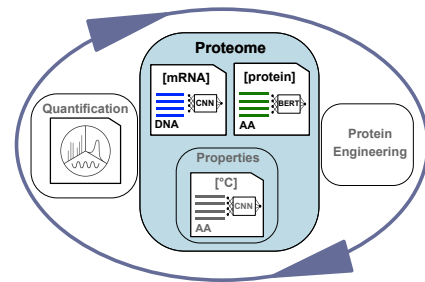 Proteome
[mRNA]
[protein]
CNN
BERT
DNA
AA
Quantification
Protein
Engineering
Properties
[°C]
CNN
AA